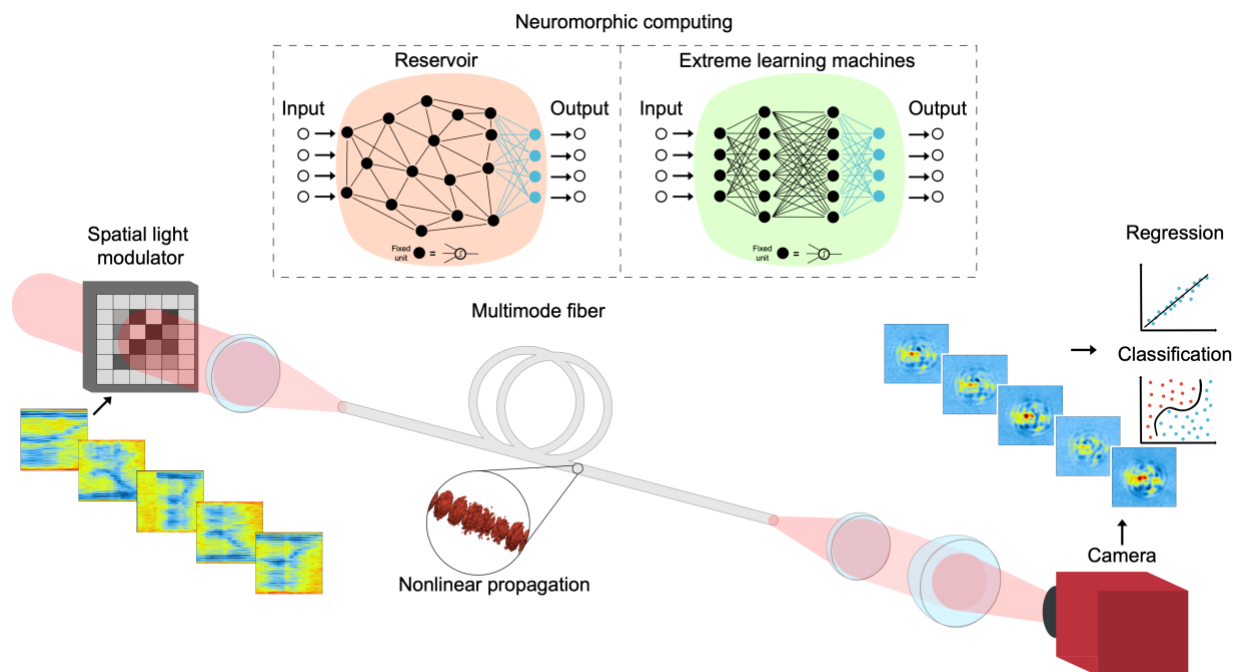 Neuromorphic computing
Reservoir
Extreme learning machines
Input
Output
Input
Output
Fixed
unit
=
Fixed
unit
=
Spatial light
modulator
Multimode fiber
Nonlinear propagation
Regression
Classification
Camera